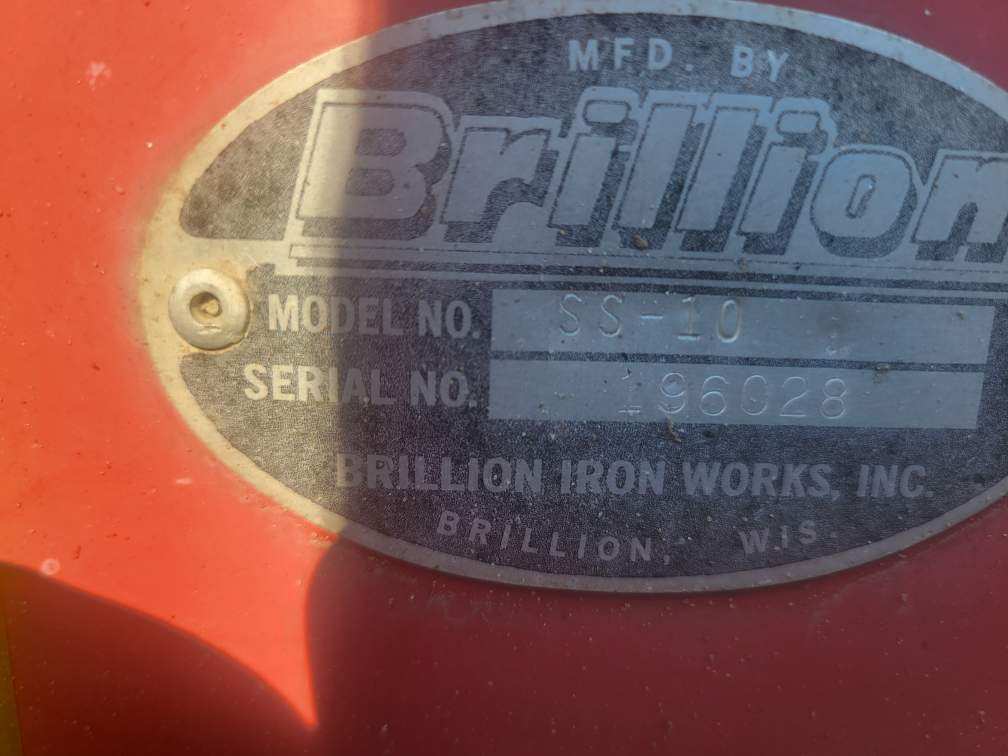 MFD. BY
Brillion
MODEL NO. SS-10
SERIAL NO. 196028
BRILLION IRON WORKS, INC.
BRILLION, WIS.